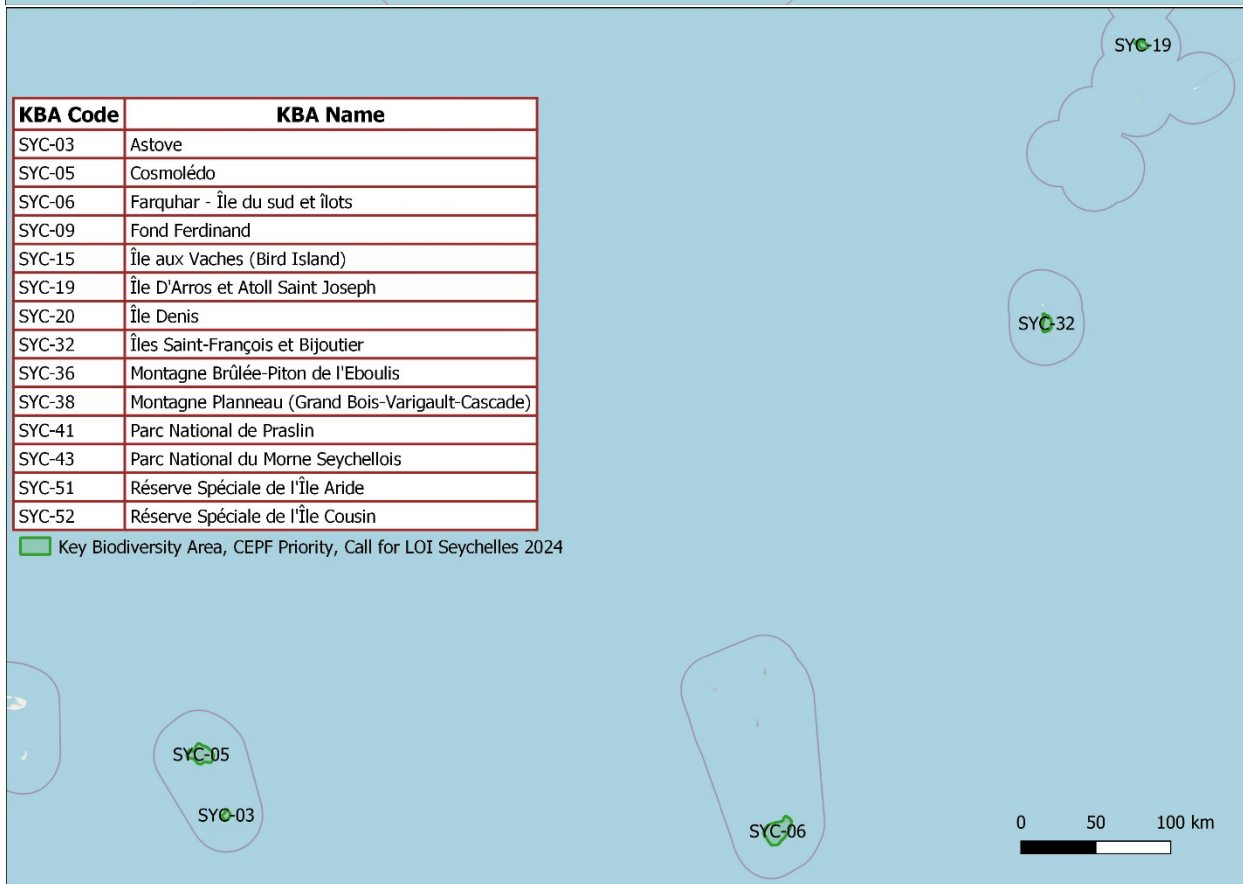 SYC-19
KBA Code KBA Name
SYC-03 Astove
SYC-05 Cosmolédo
SYC-06 Farquhar - Île du sud et îlots
SYC-09 Fond Ferdinand
SYC-15 Île aux Vaches (Bird Island)
SYC-19 Île D'Arros et Atoll Saint Joseph
SYC-20 Île Denis
SYC-32 Îles Saint-François et Bijoutier
SYC-36 Montagne Brûlée-Piton de l'Eboulis
SYC-38 Montagne Planneau (Grand Bois-Varigault-Cascade)
SYC-41 Parc National de Praslin
SYC-43 Parc National du Morne Seychellois
SYC-51 Réserve Spéciale de l'Île Aride
SYC-52 Réserve Spéciale de l'Île Cousin
Key Biodiversity Area, CEPF Priority, Call for LOI Seychelles 2024
SYC-32
SYC-05
SYC-03
SYC-06
0 50 100 km